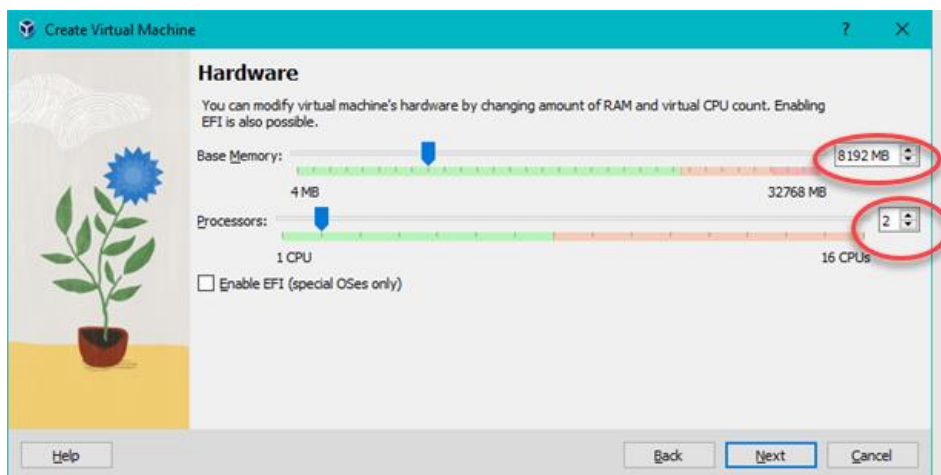 Create Virtual Machine
?
Hardware
You can modify virtual machine's hardware by changing amount of RAM and virtual CPU count. Enabling
EFI is also possible.
Base Memory: 8192 MB
4 MB 32768 MB
Processors: 2
1 CPU 16 CPUs
Enable EFI (special OSes only)
Help Back Next Cancel